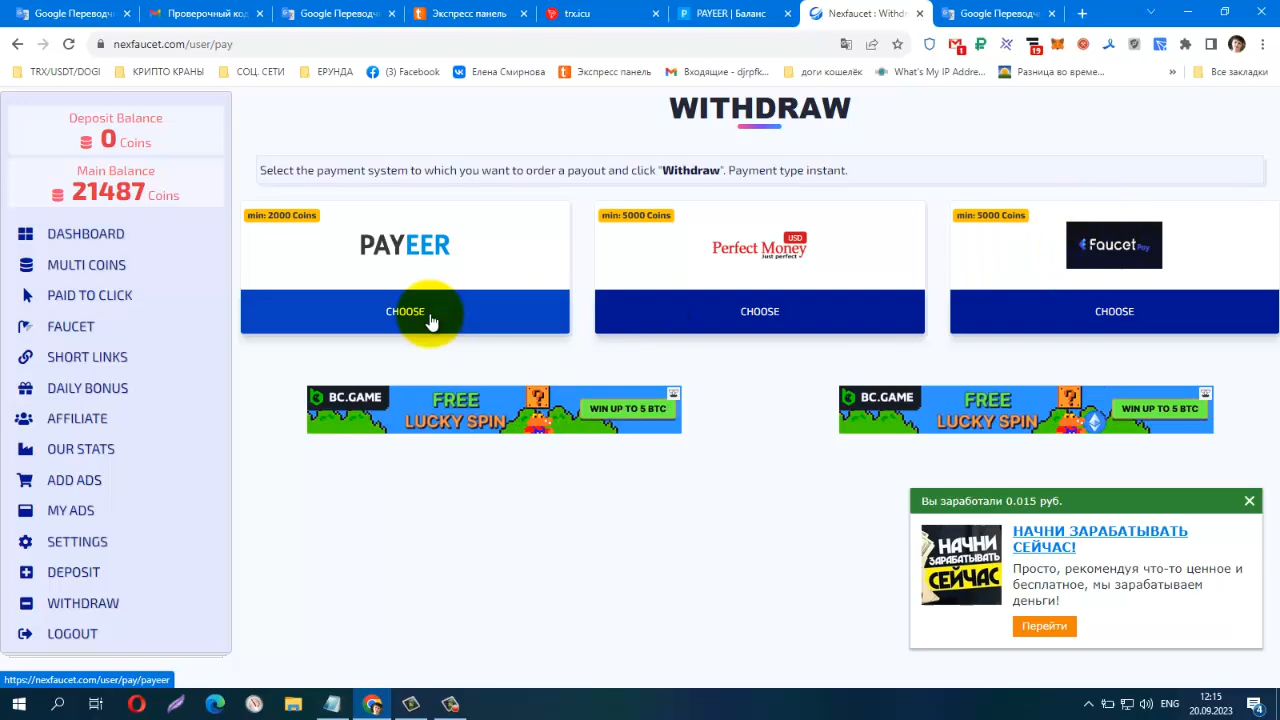 Google Переводч
Проверочный код
Google Переводч
Экспресс панель
trx.icu
PAYEER | Баланс
Nexfaucet : Withdr
Google Переводч
nexfaucet.com/user/pay
1
19
TRX/USDT/DOGI
КРИПТО КРАНЫ
СОЦ. СЕТИ
ЕРУНДА
(3) Facebook
Елена Смирнова
Экспресс панель
Входящие - djrpfk...
доги кошелёк
What's My IP Addre...
Разница во време...
»
Все закладки
Deposit Balance
0 Coins
Main Balance
21487 Coins
DASHBOARD
MULTI COINS
PAID TO CLICK
FAUCET
SHORT LINKS
DAILY BONUS
AFFILIATE
OUR STATS
ADD ADS
MY ADS
SETTINGS
DEPOSIT
WITHDRAW
LOGOUT
WITHDRAW
Select the payment system to which you want to order a payout and click "Withdraw". Payment type instant.
min: 2000 Coins
PAYEER
CHOOSE
min: 5000 Coins
USD
Perfect Money
Just perfect
CHOOSE
min: 5000 Coins
FaucetPay
CHOOSE
BC.GAME
FREE
LUCKY SPIN
WIN UP TO 5 BTC
BC.GAME
FREE
LUCKY SPIN
WIN UP TO 5 BTC
Вы заработали 0.015 руб.
НАЧНИ
ЗАРАБАТЫВАТЬ
СЕЙЧАС
НАЧНИ ЗАРАБАТЫВАТЬ
СЕЙЧАС!
Просто, рекомендуя что-то ценное и
бесплатное, мы зарабатываем
деньги!
Перейти
https://nexfaucet.com/user/pay/payeer
ENG
12:15
20.09.2023
4